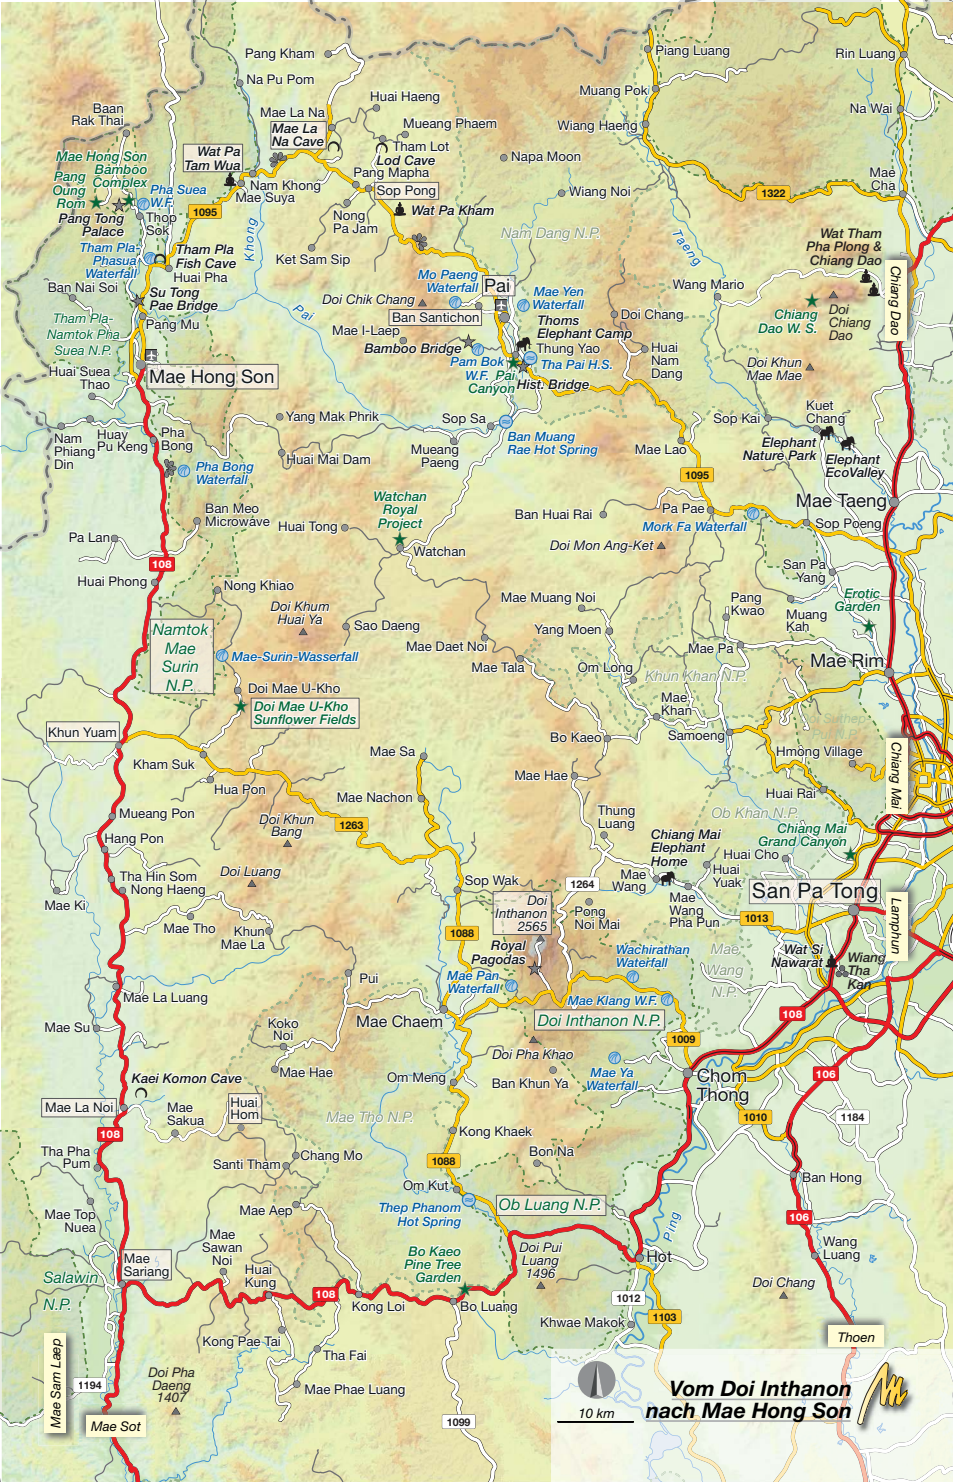 Pang Kham
Piang Luang
Rin Luang
Na Pu Pom
Muang Pok
Huai Haeng
Na Wai
Baan
Rak Thai
Mae La Na
Mae La
Na Cave
Mueang Phaem
Wiang Haeng
Tham Lot
Lod Cave
Wat Pa
Tam Wua
Mae Hong Son
Bamboo
Complex
Napa Moon
Pang Mapha
Mae
Cha
Pang
Oung
Rom
Nam Khong
Mae Suya
Sop Pong
Wiang Noi
1322
Pha Suea
W.F.
1095
Pang Tong
Palace
Thop
Sok
Nong
Pa Jam
Wat Pa Kham
Khong
Nam Dang N.P.
Taeng
Wat Tham
Pha Plong &
Chiang Dao
Tham Pla-
Phasua
Waterfall
Tham Pla
Fish Cave
Ket Sam Sip
Huai Pha
Mo Paeng
Waterfall
Pai
Wang Mario
Chiang Dao
Ban Nai Soi
Su Tong
Pae Bridge
Doi Chik Chang
Mae Yen
Waterfall
Chiang
Dao W. S.
Doi
Chiang
Dao
Pai
Tham Pla-
Namtok Pha
Suea N.P.
Pang Mu
Ban Santichon
Thoms
Elephant Camp
Doi Chang
Mae I-Laep
Bamboo Bridge
Thung Yao
Huai
Nam
Dang
Huai Suea
Thao
Mae Hong Son
Pam Bok
W.F.
Pai
Canyon
Tha Pai H.S.
Hist. Bridge
Doi Khun
Mae Mae
Yang Mak Phrik
Sop Sa
Sop Kai
Kuet
Chang
Nam
Phiang
Din
Huay
Pu Keng
Pha
Bong
Mueang
Paeng
Ban Muang
Rae Hot Spring
Mae Lao
Elephant
Nature Park
Elephant
EcoValley
Huai Mai Dam
Pha Bong
Waterfall
1095
Watchan
Royal
Project
Mae Taeng
Ban Meo
Microwave
Huai Tong
Ban Huai Rai
Pa Pae
Mork Fa Waterfall
Sop Poeng
Pa Lan
Watchan
Doi Mon Ang-Ket
108
San Pa
Yang
Huai Phong
Nong Khiao
Mae Muang Noi
Pang
Kwao
Erotic
Garden
Doi Khum
Huai Ya
Muang
Kah
Namtok
Mae
Surin
N.P.
Sao Daeng
Yang Moen
Mae Daet Noi
Mae Pa
Mae-Surin-Wasserfall
Mae Tala
Om Long
Khun Khan N.P.
Mae Rim
Doi Mae U-Kho
Doi Mae U-Kho
Sunflower Fields
Mae
Khan
Doi Suthep
N.P.
Khun Yuam
Bo Kaeo
Samoeng
Mae Sa
Hmong Village
Chiang Mai
Kham Suk
Mae Hae
Hua Pon
Mae Nachon
Huai Rai
Mueang Pon
Doi Khun
Bang
1263
Thung
Luang
Ob Khan N.P.
Hang Pon
Chiang Mai
Elephant
Home
Chiang Mai
Grand Canyon
Huai Cho
Tha Hin Som
Doi Luang
Nong Haeng
Sop Wak
1264
Mae
Wang
Huai
Yuak
San Pa Tong
Mae Ki
Doi
Inthanon
2565
Pong
Noi Mai
Mae
Wang
Pha Pun
1013
Lamphun
Mae Tho
Khun
Mae La
1088
Royal
Pagodas
Wachirathan
Waterfall
Mae
Wang
N.P.
Wat Si
Nawarat
Wiang
Tha
Kan
Pui
Mae Pan
Waterfall
Mae La Luang
Mae Klang W.F.
108
Mae Su
Mae Chaem
Doi Inthanon N.P.
Koko
Noi
1009
Doi Pha Khao
Mae Hae
Mae Ya
Waterfall
Chom
Thong
106
Kaei Komon Cave
Om Meng
Ban Khun Ya
Mae La Noi
Mae
Sakua
Huai
Hom
Mae Tho N.P.
1010
1184
108
Kong Khaek
Tha Pha
Pum
Chang Mo
Bon Na
Santi Tham
1088
Ban Hong
Om Kut
Mae Top
Nuea
Mae Aep
Thep Phanom
Hot Spring
Ob Luang N.P.
106
Ping
Mae
Sawan
Noi
Bo Kaeo
Pine Tree
Garden
Doi Pui
Luang
1496
Hot
Wang
Luang
Mae
Sariang
Salawin
N.P.
Huai
Kung
108
Kong Loi
Bo Luang
1012
Doi Chang
1103
Khwae Makok
Thoen
Kong Pae Tai
Tha Fai
Mae Sam Laep
Doi Pha
Daeng
1407
Mae Phae Luang
1194
Mae Sot
1099
10 km
Vom Doi Inthanon
nach Mae Hong Son